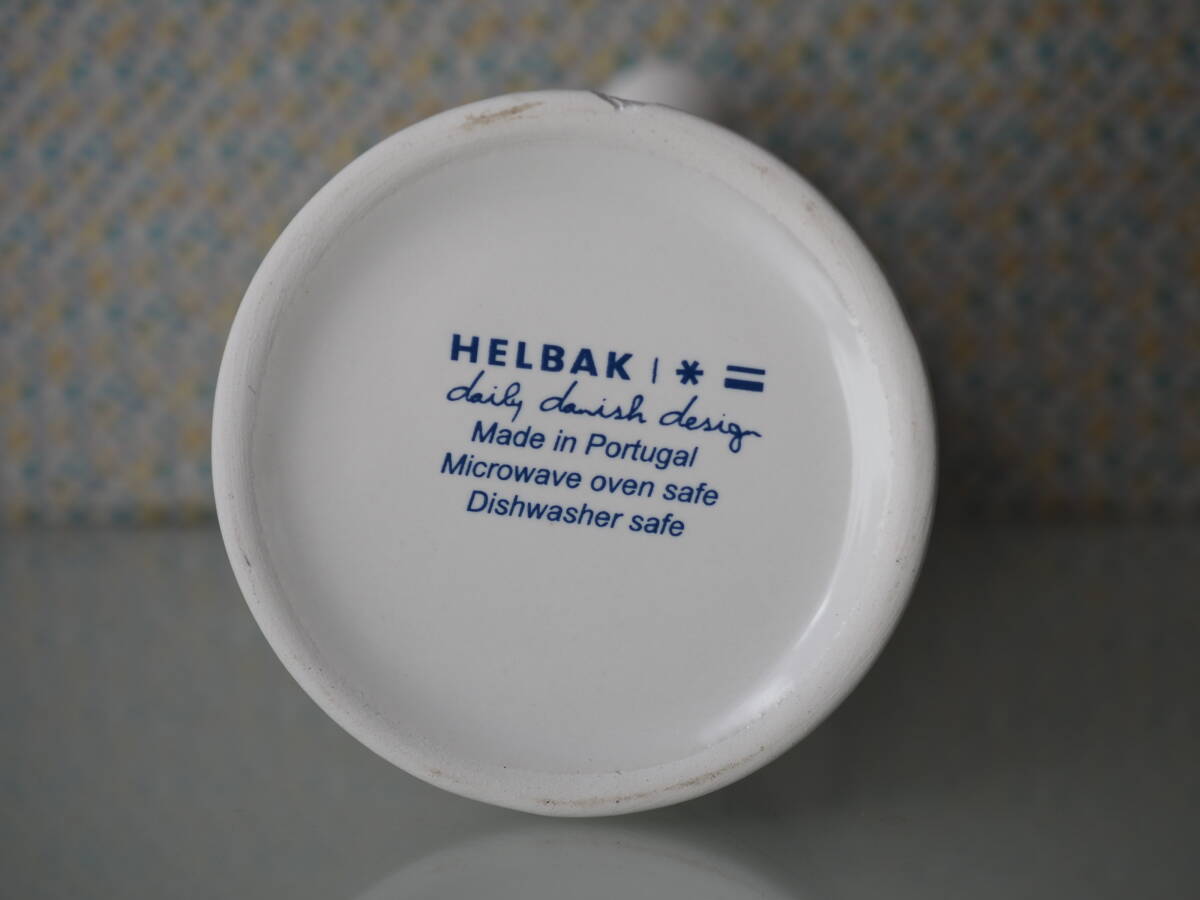 HELBAK | * =
daily danish design
Made in Portugal
Microwave oven safe
Dishwasher safe